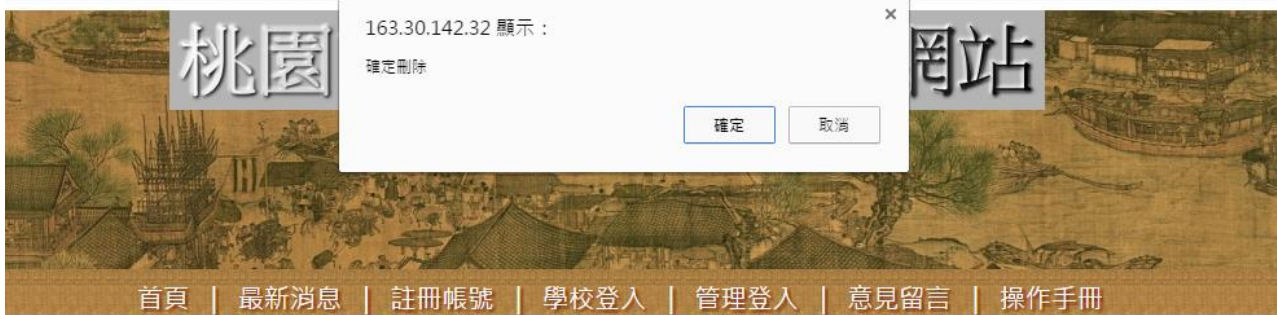 163.30.142.32 顯示：
確定刪除
確定 取消
桃園 網站
首頁 | 最新消息 | 註冊帳號 | 學校登入 | 管理登入 | 意見留言 | 操作手冊